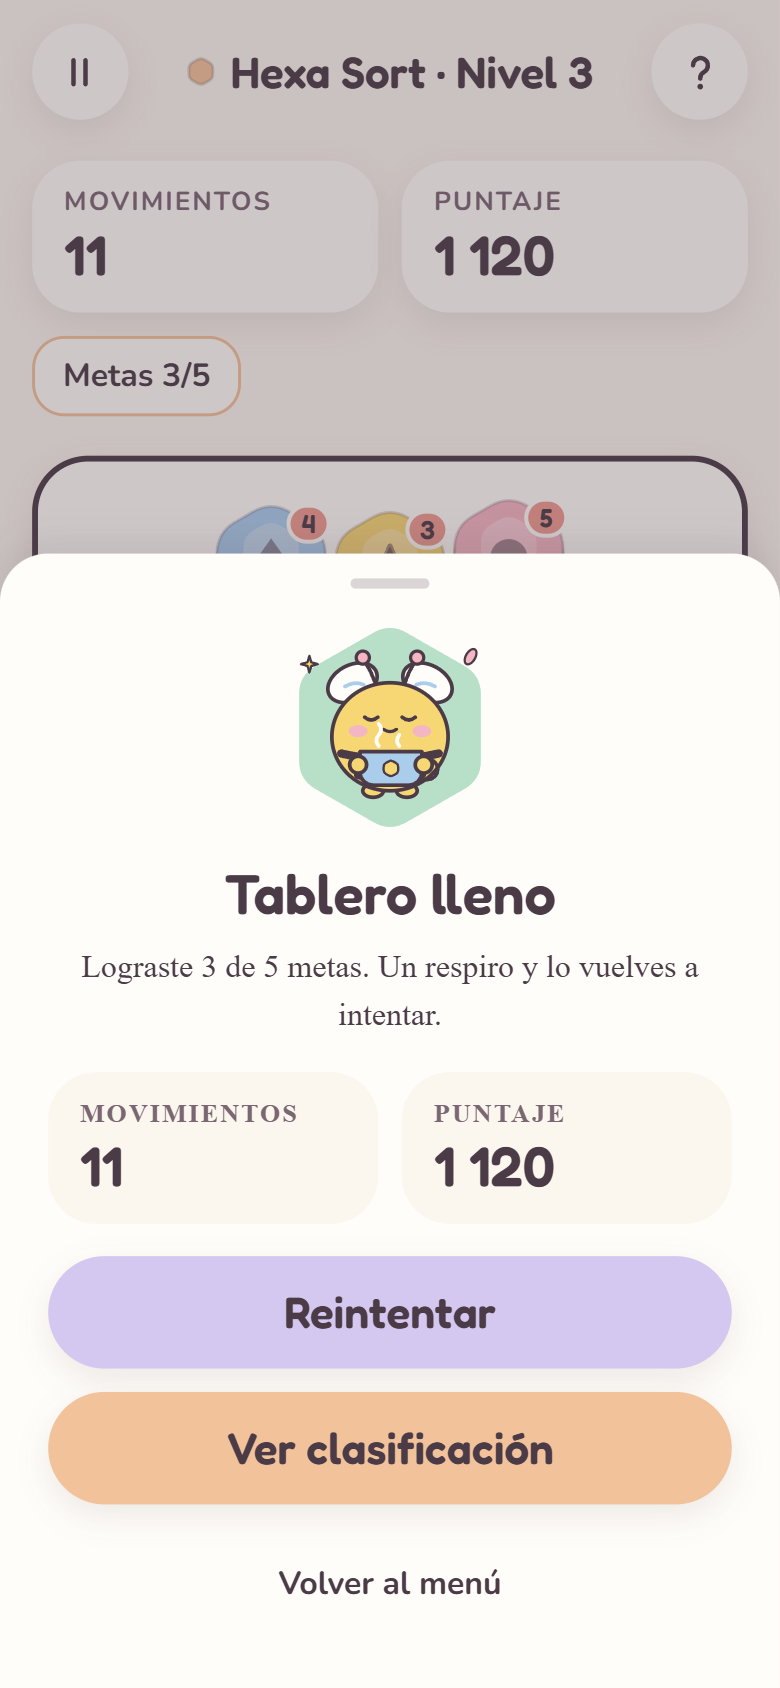 Hexa Sort · Nivel 3
?
MOVIMIENTOS
11
PUNTAJE
1 120
Metas 3/5
4
3
5
Tablero lleno
Lograste 3 de 5 metas. Un respiro y lo vuelves a
intentar.
MOVIMIENTOS
11
PUNTAJE
1 120
Reintentar
Ver clasificación
Volver al menú